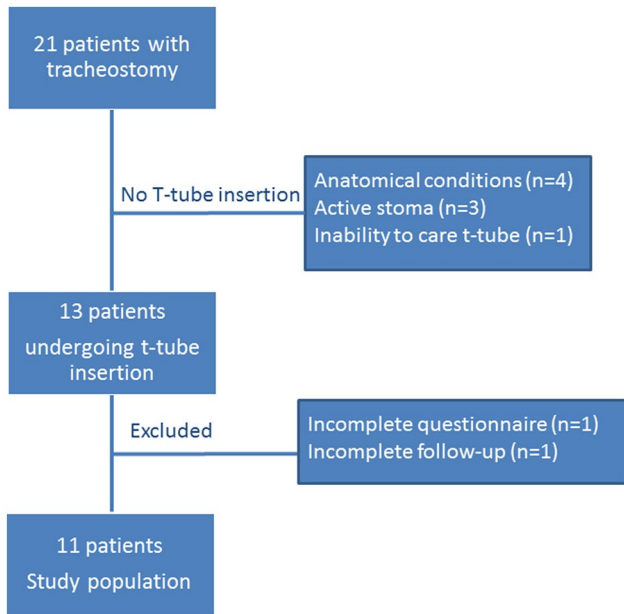 21 patients with
tracheostomy
No T-tube insertion
Anatomical conditions (n=4)
Active stoma (n=3)
Inability to care t-tube (n=1)
13 patients
undergoing t-tube
insertion
Excluded
Incomplete questionnaire (n=1)
Incomplete follow-up (n=1)
11 patients
Study population